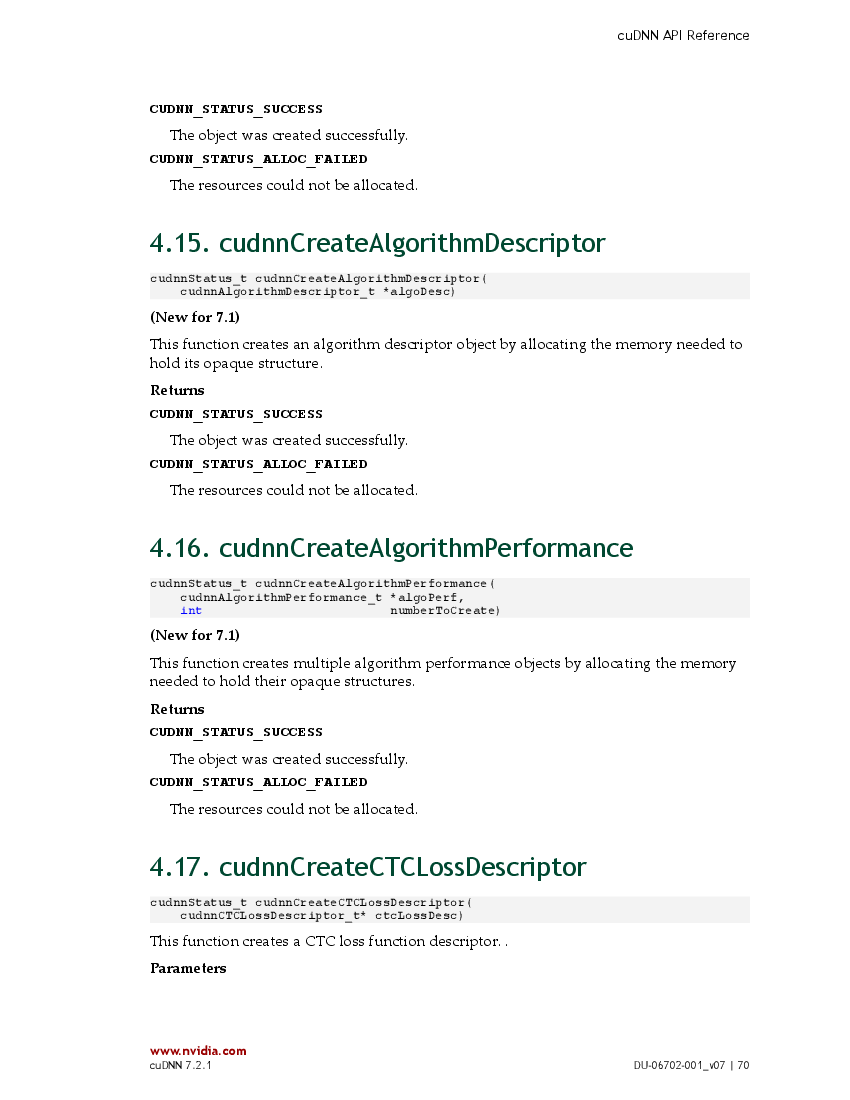 cuDNN API Reference
CUDNN_STATUS_SUCCESS
The object was created successfully.
CUDNN_STATUS_ALLOC_FAILED
The resources could not be allocated.
4.15. cudnnCreateAlgorithmDescriptor
cudnnStatus_t cudnnCreateAlgorithmDescriptor(
cudnnAlgorithmDescriptor_t *algoDesc)
(New for 7.1)
This function creates an algorithm descriptor object by allocating the memory needed to
hold its opaque structure.
Returns
CUDNN_STATUS_SUCCESS
The object was created successfully.
CUDNN_STATUS_ALLOC_FAILED
The resources could not be allocated.
4.16. cudnnCreateAlgorithmPerformance
cudnnStatus_t cudnnCreateAlgorithmPerformance(
cudnnAlgorithmPerformance_t *algoPerf,
int numberToCreate)
(New for 7.1)
This function creates multiple algorithm performance objects by allocating the memory
needed to hold their opaque structures.
Returns
CUDNN_STATUS_SUCCESS
The object was created successfully.
CUDNN_STATUS_ALLOC_FAILED
The resources could not be allocated.
4.17. cudnnCreateCTCLossDescriptor
cudnnStatus_t cudnnCreateCTCLossDescriptor(
cudnnCTCLossDescriptor_t* ctcLossDesc)
This function creates a CTC loss function descriptor. .
Parameters
www.nvidia.com
cuDNN 7.2.1 DU-06702-001_v07 | 70